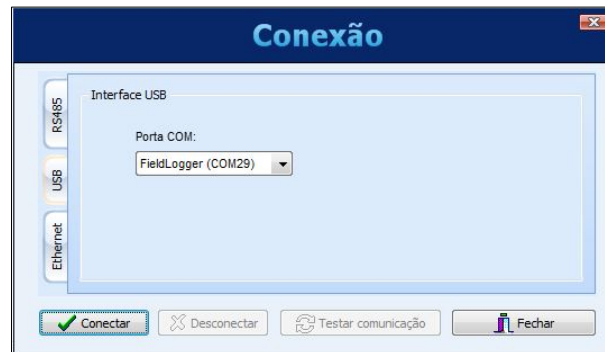 Conexão
RS485
USB
Ethernet
Interface USB
Porta COM:
FieldLogger (COM29)
Conectar
Desconectar
Testar comunicação
Fechar